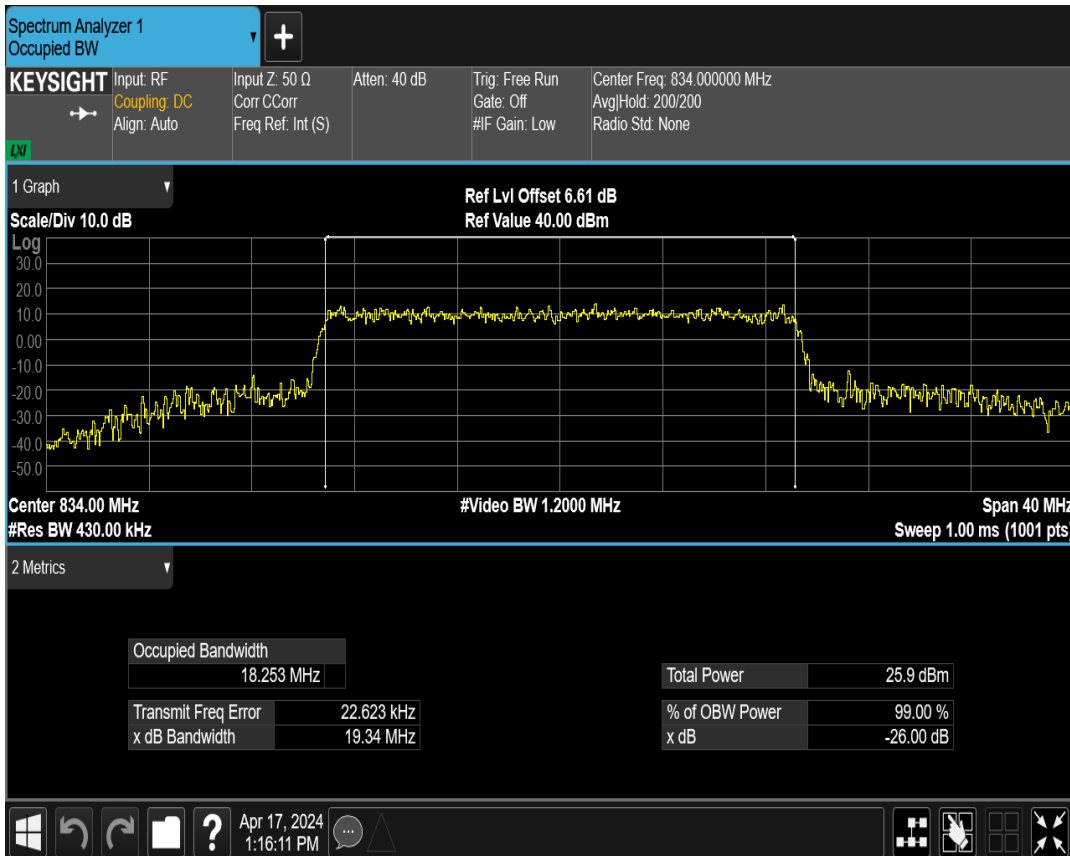 Spectrum Analyzer 1
Occupied BW
+
KEYSIGHT
LXI
Input: RF
Coupling: DC
Align: Auto
Input Z: 50 Ω
Corr CCorr
Freq Ref: Int (S)
Atten: 40 dB
Trig: Free Run
Gate: Off
#IF Gain: Low
Center Freq: 834.000000 MHz
Avg|Hold: 200/200
Radio Std: None
1 Graph
Scale/Div 10.0 dB
Ref Lvl Offset 6.61 dB
Ref Value 40.00 dBm
Log
30.0
20.0
10.0
0.00
-10.0
-20.0
-30.0
-40.0
-50.0
Center 834.00 MHz
#Video BW 1.2000 MHz
Span 40 MHz
#Res BW 430.00 kHz
Sweep 1.00 ms (1001 pts)
2 Metrics
Occupied Bandwidth
18.253 MHz
Transmit Freq Error 22.623 kHz
x dB Bandwidth 19.34 MHz
Total Power 25.9 dBm
% of OBW Power 99.00 %
x dB -26.00 dB
?
Apr 17, 2024
1:16:11 PM